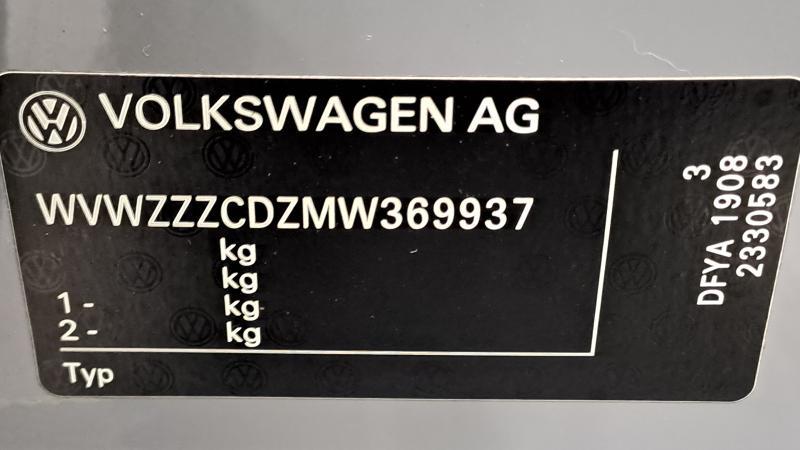 VOLKSWAGEN AG
WVWZZZCDZMW369937
kg
kg
1 - kg
2 - kg
Typ
3
DFYA 1908
2330583